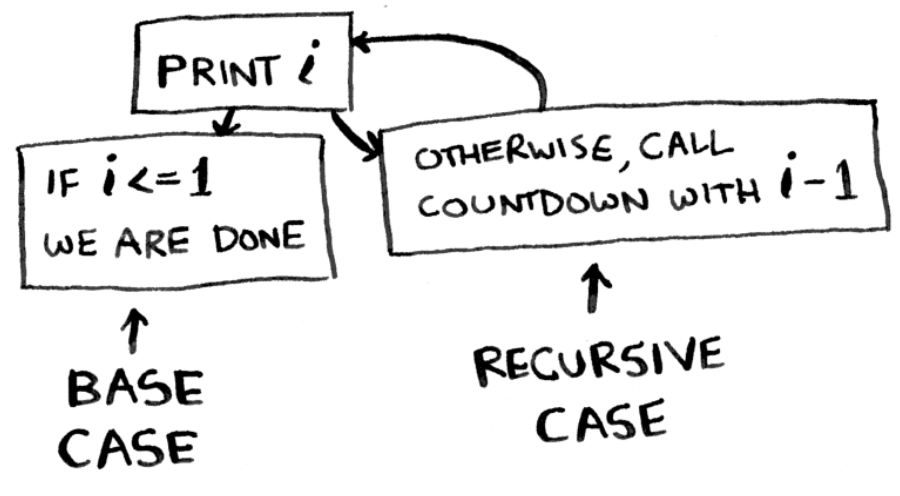 PRINT i
IF i<=1
WE ARE DONE
OTHERWISE, CALL
COUNTDOWN WITH i-1
BASE
CASE
RECURSIVE
CASE